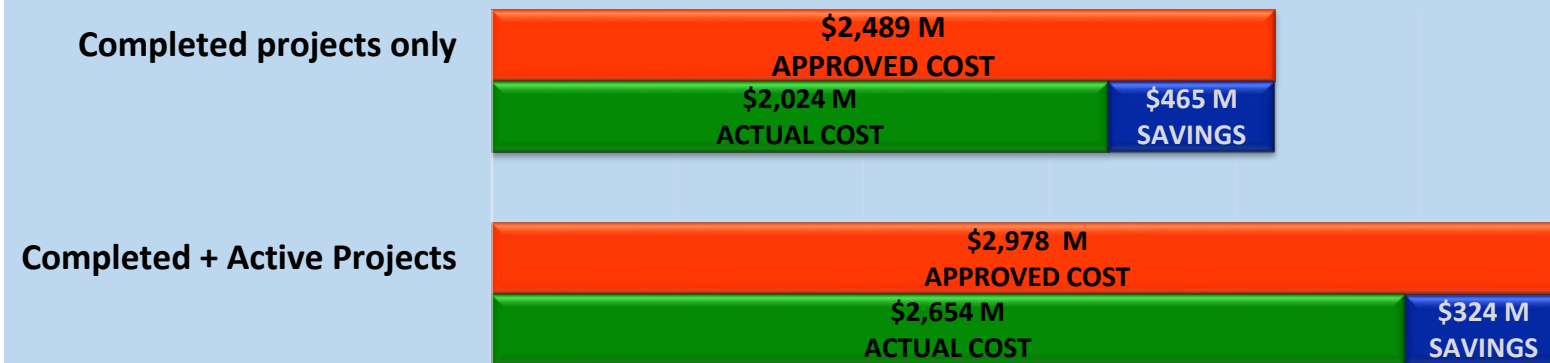 Completed projects only
$2,489 M
APPROVED COST
$2,024 M
ACTUAL COST
$465 M
SAVINGS
Completed + Active Projects
$2,978 M
APPROVED COST
$2,654 M
ACTUAL COST
$324 M
SAVINGS